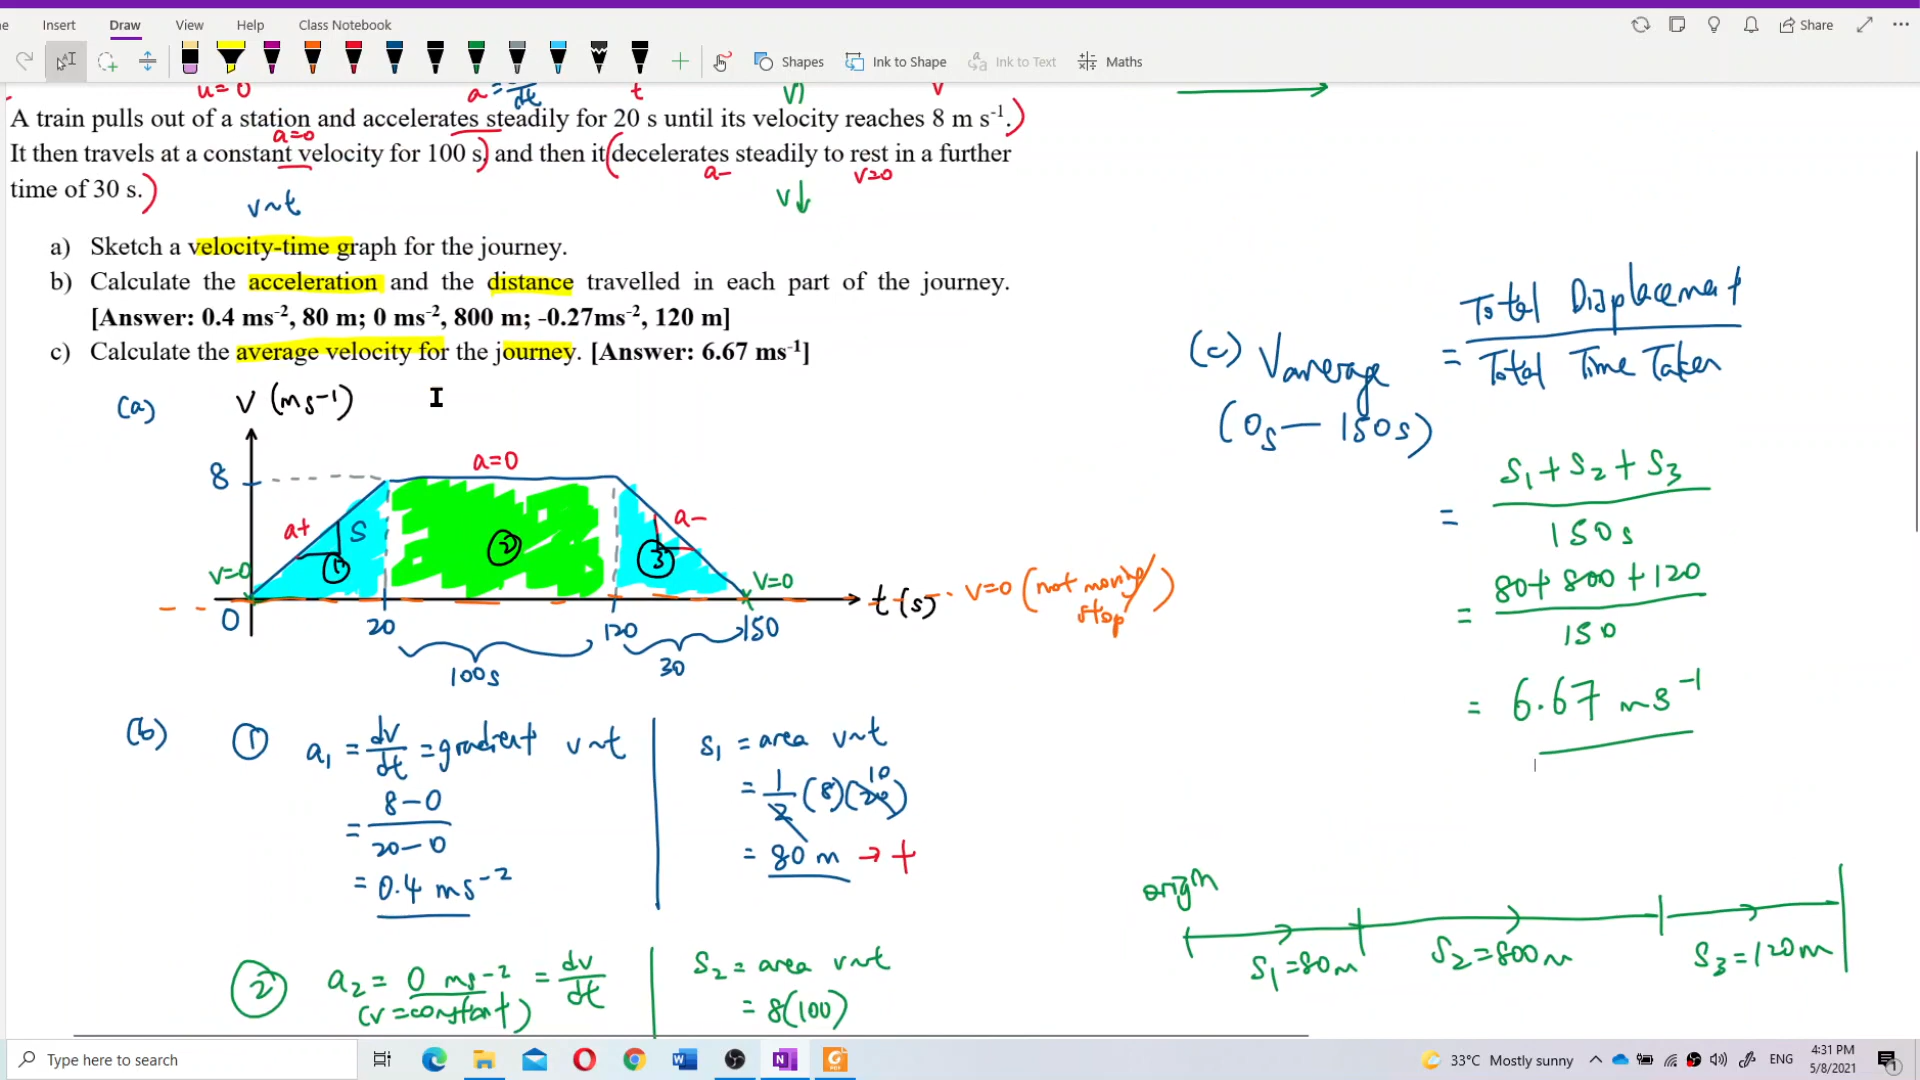 Insert Draw View Help Class Notebook Share
Shapes Ink to Shape Ink to Text Maths
u=0 a=dv/dt t v↑ v
A train pulls out of a station and accelerates steadily for 20 s until its velocity reaches 8 m s-1.)
a=0
It then travels at a constant velocity for 100 s) and then it (decelerates steadily to rest in a further
a- v=0
time of 30 s.)
v~t v↓
a) Sketch a velocity-time graph for the journey.
b) Calculate the acceleration and the distance travelled in each part of the journey.
[Answer: 0.4 ms-2, 80 m; 0 ms-2, 800 m; -0.27ms-2, 120 m]
c) Calculate the average velocity for the journey. [Answer: 6.67 ms-1]
(a) V (ms-1)
8 a=0
a+ S a-
① ② ③
v=0 v=0
0 20 120 150 t (s) v=0 (not moving/
stop)
100s 30
(b) ① a1 = dv/dt = gradient v~t
= 8-0/20-0
= 0.4 ms-2
s1 = area v~t
= 1/2 (8)(20) 10
= 80 m → +
② a2 = 0 ms-2 = dv/dt
(v=constant)
S2 = area v~t
= 8(100)
(c) Vaverage = Total Displacement/Total Time Taken
(0s — 150s)
= S1+S2+S3/150s
= 80+800+120/150
= 6.67 ms-1
origin
S1=80m S2=800m S3=120m
Type here to search 33°C Mostly sunny ENG 4:31 PM
5/8/2021